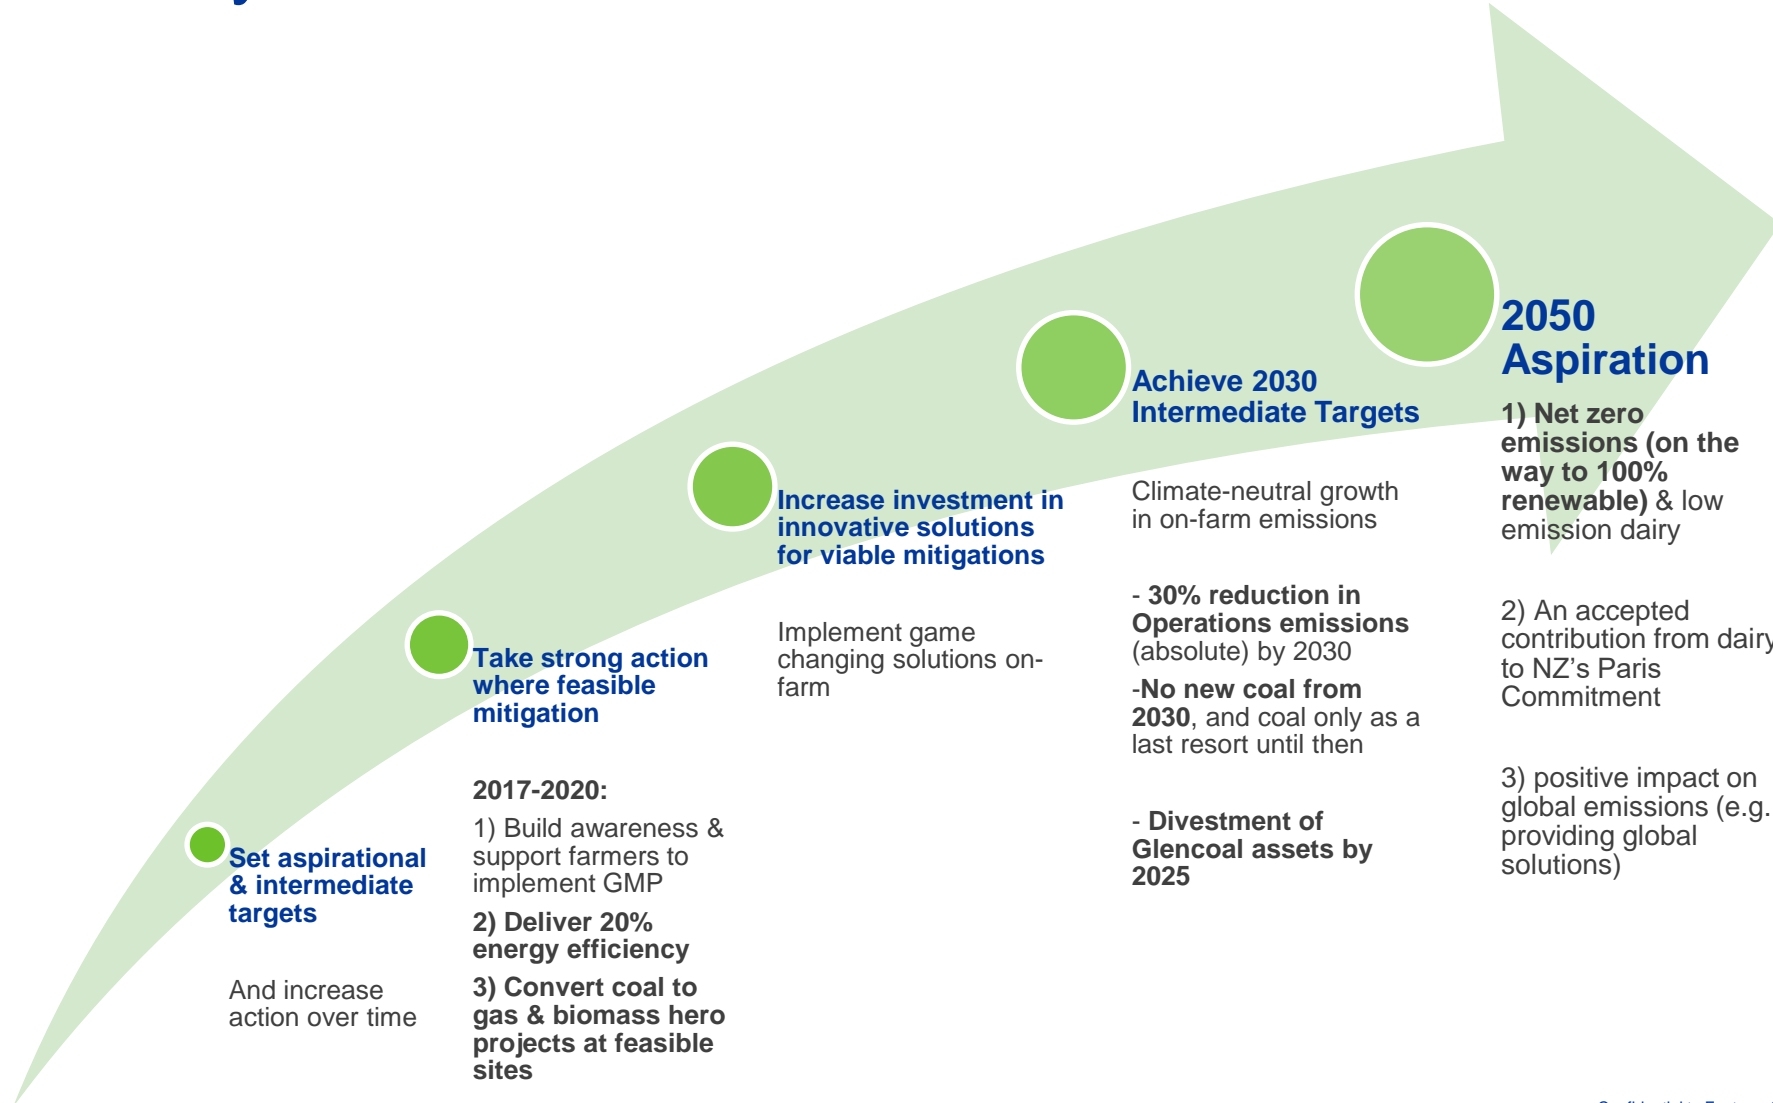 Set aspirational
& intermediate
targets
And increase
action over time
Take strong action
where feasible
mitigation
2017-2020:
1) Build awareness &
support farmers to
implement GMP
2) Deliver 20%
energy efficiency
3) Convert coal to
gas & biomass hero
projects at feasible
sites
Increase investment in
innovative solutions
for viable mitigations
Implement game
changing solutions on-
farm
Achieve 2030
Intermediate Targets
Climate-neutral growth
in on-farm emissions
- 30% reduction in
Operations emissions
(absolute) by 2030
-No new coal from
2030, and coal only as a
last resort until then
- Divestment of
Glencoal assets by
2025
2050
Aspiration
1) Net zero
emissions (on the
way to 100%
renewable) & low
emission dairy
2) An accepted
contribution from dairy
to NZ's Paris
Commitment
3) positive impact on
global emissions (e.g.
providing global
solutions)